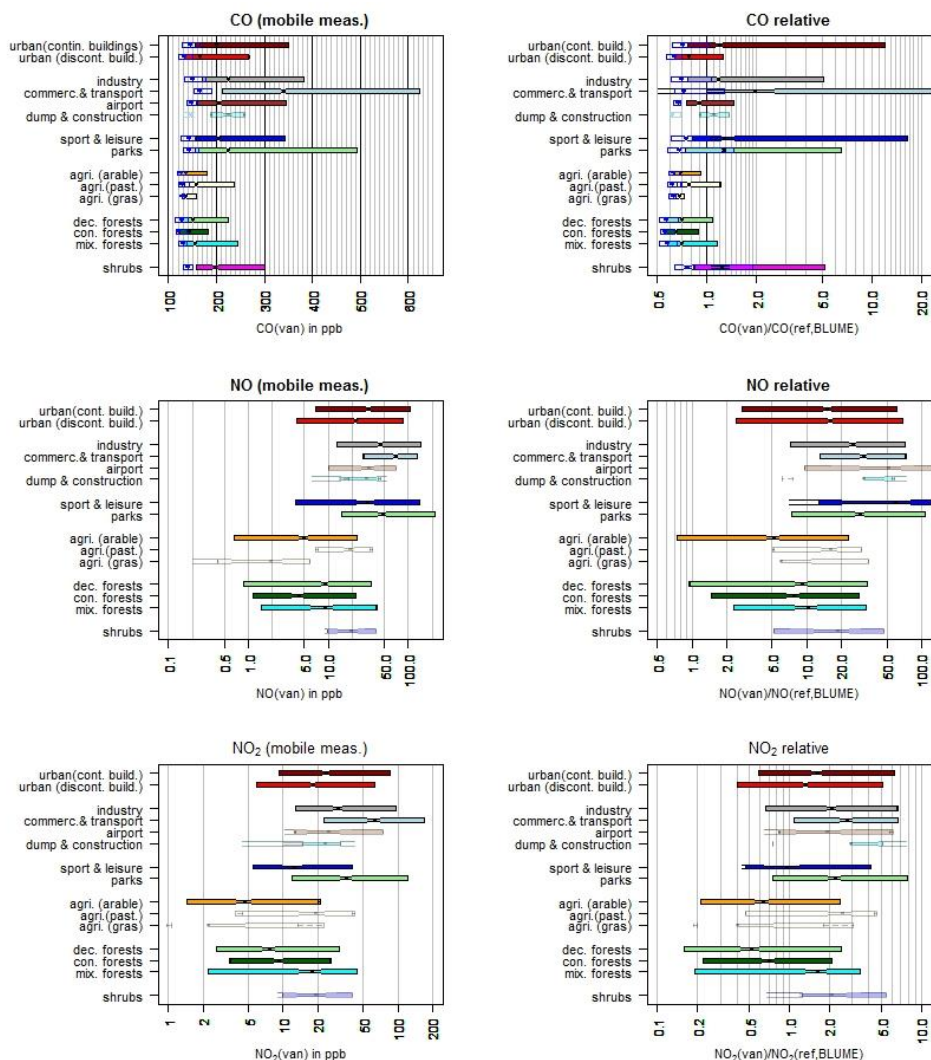 CO (mobile meas.)
urban(contin. buildings)
urban (discont. build.)
industry
commerc.& transport
airport
dump & construction
sport & leisure
parks
agri. (arable)
agri.(past.)
agri. (gras)
dec. forests
con. forests
mix. forests
shrubs
100 200 300 400 600 800
CO(van) in ppb
CO relative
urban(cont. build.)
urban (discont. build.)
industry
commerc.& transport
airport
dump & construction
sport & leisure
parks
agri. (arable)
agri.(past.)
agri. (gras)
dec. forests
con. forests
mix. forests
shrubs
0.5 1.0 2.0 5.0 10.0 20.0
CO(van)/CO(ref,BLUME)
NO (mobile meas.)
urban(cont. build.)
urban (discont. build.)
industry
commerc.& transport
airport
dump & construction
sport & leisure
parks
agri. (arable)
agri.(past.)
agri. (gras)
dec. forests
con. forests
mix. forests
shrubs
0.1 0.5 1.0 5.0 10.0 50.0 100.0
NO(van) in ppb
NO relative
urban(cont. build.)
urban (discont. build.)
industry
commerc.& transport
airport
dump & construction
sport & leisure
parks
agri. (arable)
agri.(past.)
agri. (gras)
dec. forests
con. forests
mix. forests
shrubs
0.5 1.0 5.0 10.0 20.0 50.0 100.0
NO(van)/NO(ref,BLUME)
NO₂ (mobile meas.)
urban(cont. build.)
urban (discont. build.)
industry
commerc.& transport
airport
dump & construction
sport & leisure
parks
agri. (arable)
agri.(past.)
agri. (gras)
dec. forests
con. forests
mix. forests
shrubs
1 2 5 10 20 50 100 200
NO₂(van) in ppb
NO₂ relative
urban(cont. build.)
urban (discont. build.)
industry
commerc.& transport
airport
dump & construction
sport & leisure
parks
agri. (arable)
agri.(past.)
agri. (gras)
dec. forests
con. forests
mix. forests
shrubs
0.1 0.2 0.5 1.0 2.0 5.0 10.0
NO₂(van)/NO₂(ref,BLUME)